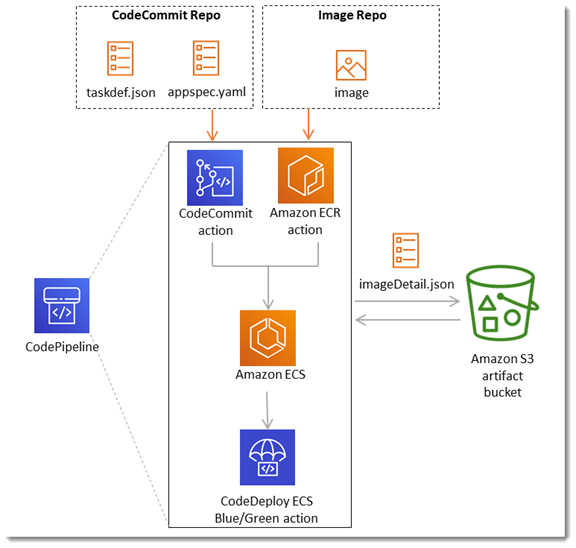 CodeCommit Repo
Image Repo
taskdef.json
appspec.yaml
image
CodeCommit
action
Amazon ECR
action
imageDetail.json
CodePipeline
Amazon ECS
Amazon S3
artifact
bucket
CodeDeploy ECS
Blue/Green action